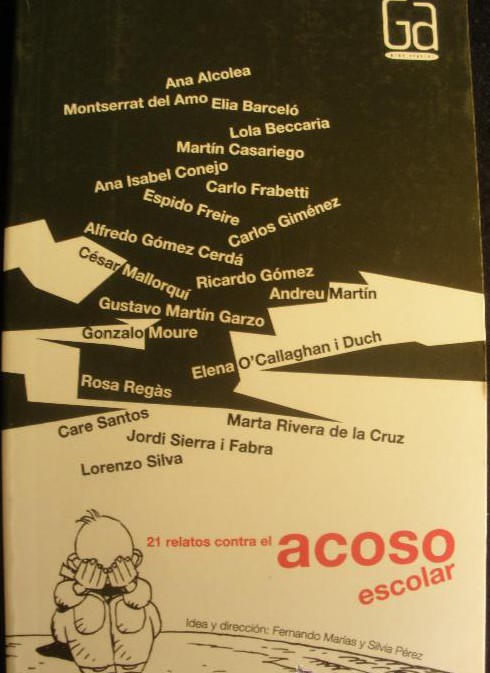 Ga
gran angular
Ana Alcolea
Montserrat del Amo Elia Barceló
Lola Beccaria
Martín Casariego
Ana Isabel Conejo
Carlo Frabetti
Espido Freire
Carlos Giménez
Alfredo Gómez Cerdá
César Mallorquí
Ricardo Gómez
Andreu Martín
Gustavo Martín Garzo
Gonzalo Moure
Elena O'Callaghan i Duch
Rosa Regàs
Care Santos
Marta Rivera de la Cruz
Jordi Sierra i Fabra
Lorenzo Silva
21 relatos contra el acoso
escolar
Idea y dirección: Fernando Marías y Silvia Pérez